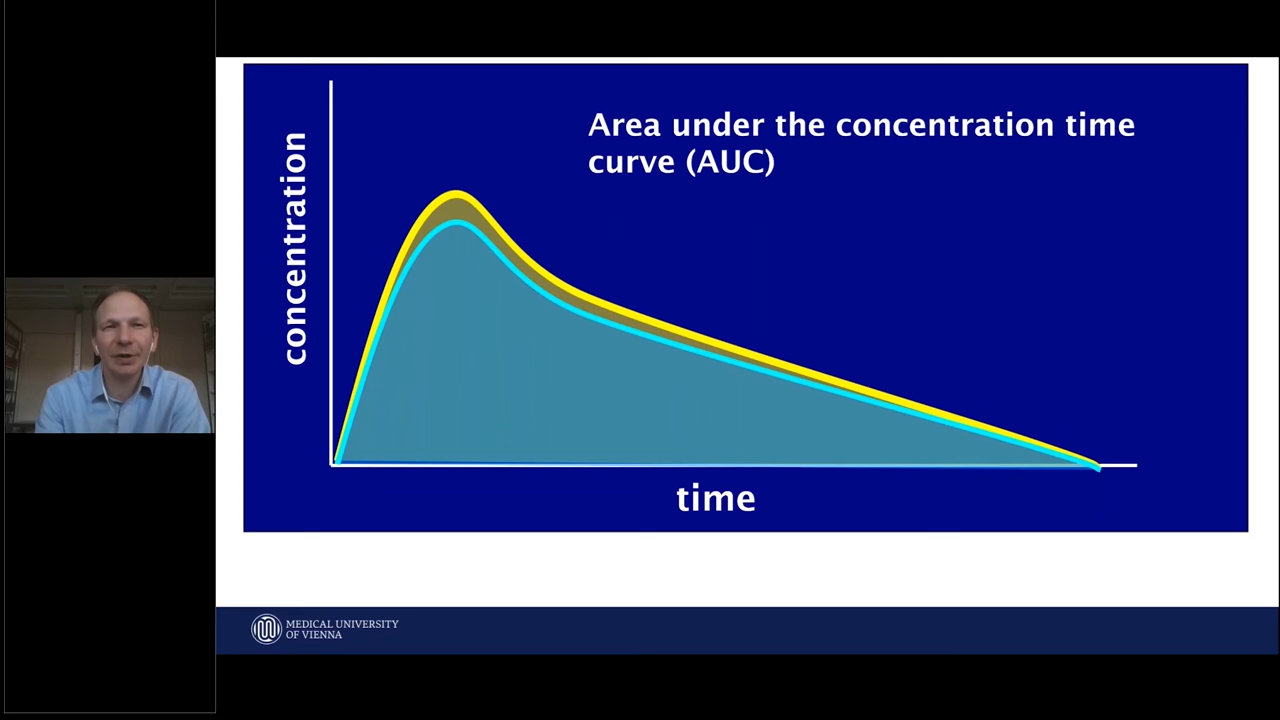 Area under the concentration time
curve (AUC)
concentration
time
MEDICAL UNIVERSITY
OF VIENNA